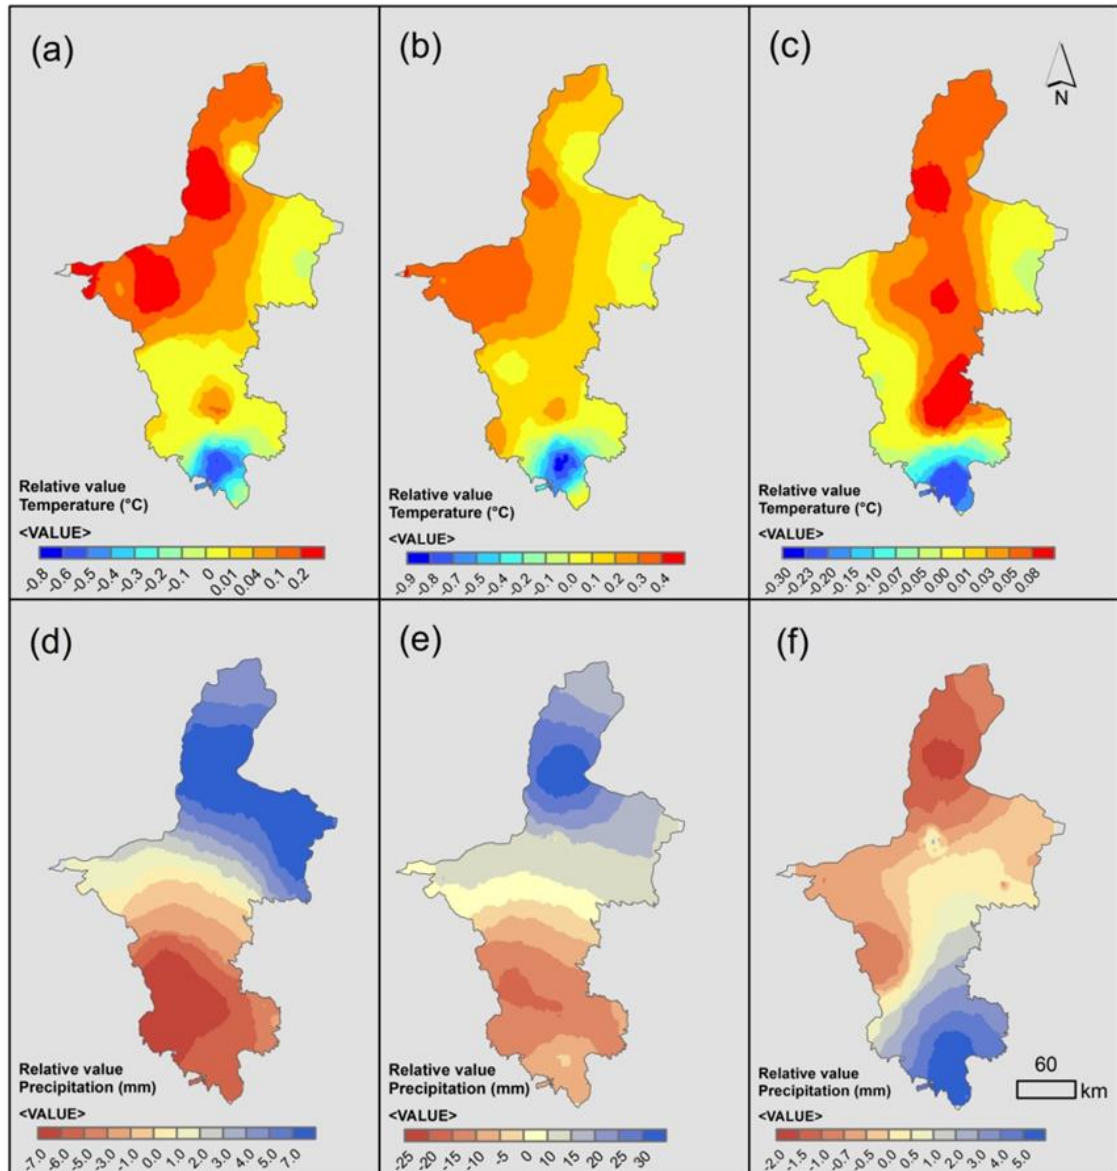 (a)
(b)
(c)
N
Relative value
Temperature (°C)
<VALUE>
-0.8 -0.6 -0.5 -0.4 -0.2 -0.1 0 0.01 0.04 0.1 0.2
Relative value
Temperature (°C)
<VALUE>
-0.9 -0.8 -0.7 -0.5 -0.2 -0.1 0.0 0.1 0.2 0.3 0.4
Relative value
Temperature (°C)
<VALUE>
-0.30 -0.23 -0.20 -0.15 -0.10 -0.07 -0.05 0.00 0.01 0.03 0.05 0.08
(d)
(e)
(f)
Relative value
Precipitation (mm)
<VALUE>
-7.0 -6.0 -5.0 -3.0 -1.0 0.0 1.0 2.0 3.0 4.0 5.0 7.0
Relative value
Precipitation (mm)
<VALUE>
-25 -20 -15 -10 -5 0 10 15 20 25 30
60
km
Relative value
Precipitation (mm)
<VALUE>
-2.0 -1.5 -1.0 -0.7 -0.5 0.0 0.5 1.0 2.0 3.0 4.0 5.0